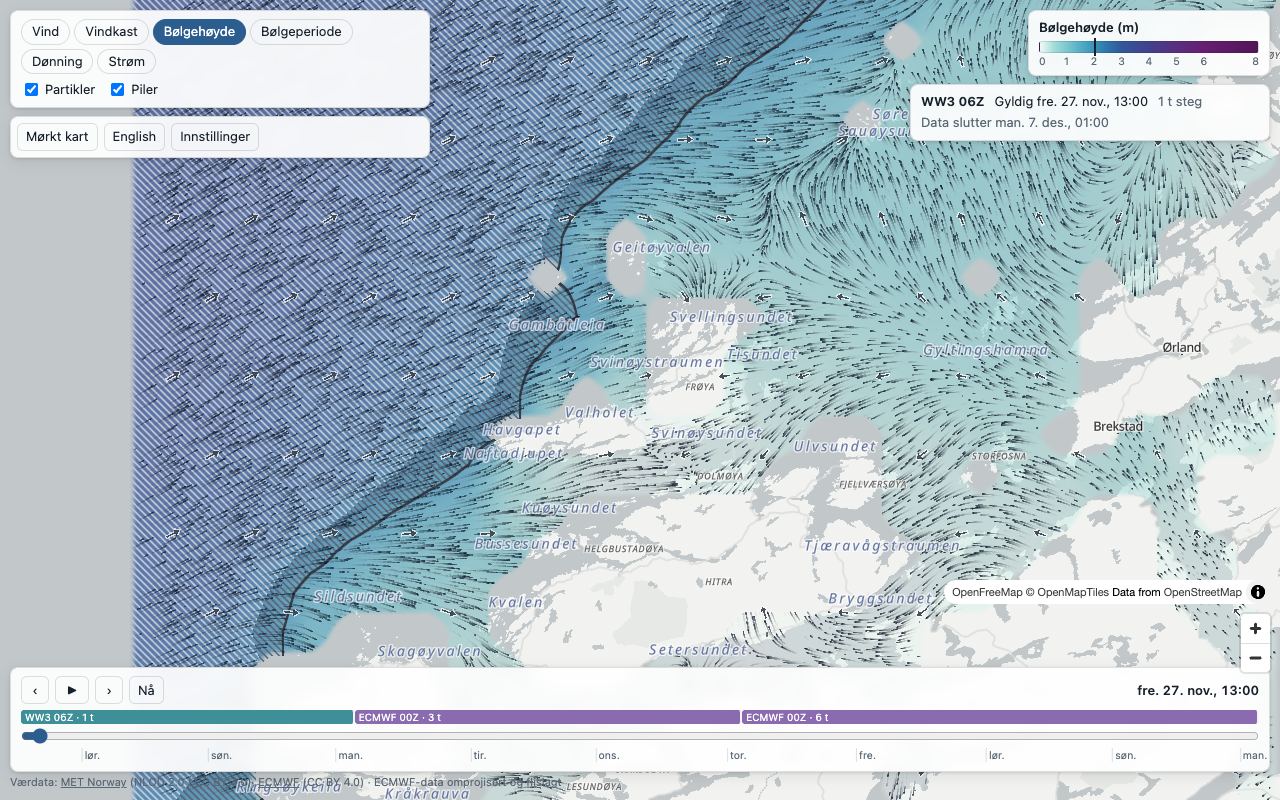 Vind Vindkast Bølgehøyde Bølgeperiode
Dønning Strøm
Partikler Piler
Mørkt kart English Innstillinger
Bølgehøyde (m)
0 1 2 3 4 5 6 8
WW3 06Z Gyldig fre. 27. nov., 13:00 1 t steg
Data slutter man. 7. des., 01:00
Geitøyvalen
Gambåtleia
Svellingsundet
Svinøystraumen
Tisundet
Gyltingshamna
Ørland
FRØYA
Valholet
Havgapet
Svinøysundet
Brekstad
Naftadjupet
Ulvsundet
STORFOSNA
DOLMØYA
FJELLVÆRSØYA
Kuøysundet
Bussesundet
HELGBUSTADØYA
Tjæravågstraumen
HITRA
Sildsundet
Kvalen
Bryggsundet
OpenFreeMap © OpenMapTiles Data from OpenStreetMap
Skagøyvalen
Setersundet
+
−
‹ ▶ › Nå
fre. 27. nov., 13:00
WW3 06Z · 1 t ECMWF 00Z · 3 t ECMWF 00Z · 6 t
lør. søn. man. tir. ons. tor. fre. lør. søn. man.
Værdata: MET Norway
ECMWF (CC BY 4.0) · ECMWF-data
Kråkrauva
LESUNDØYA